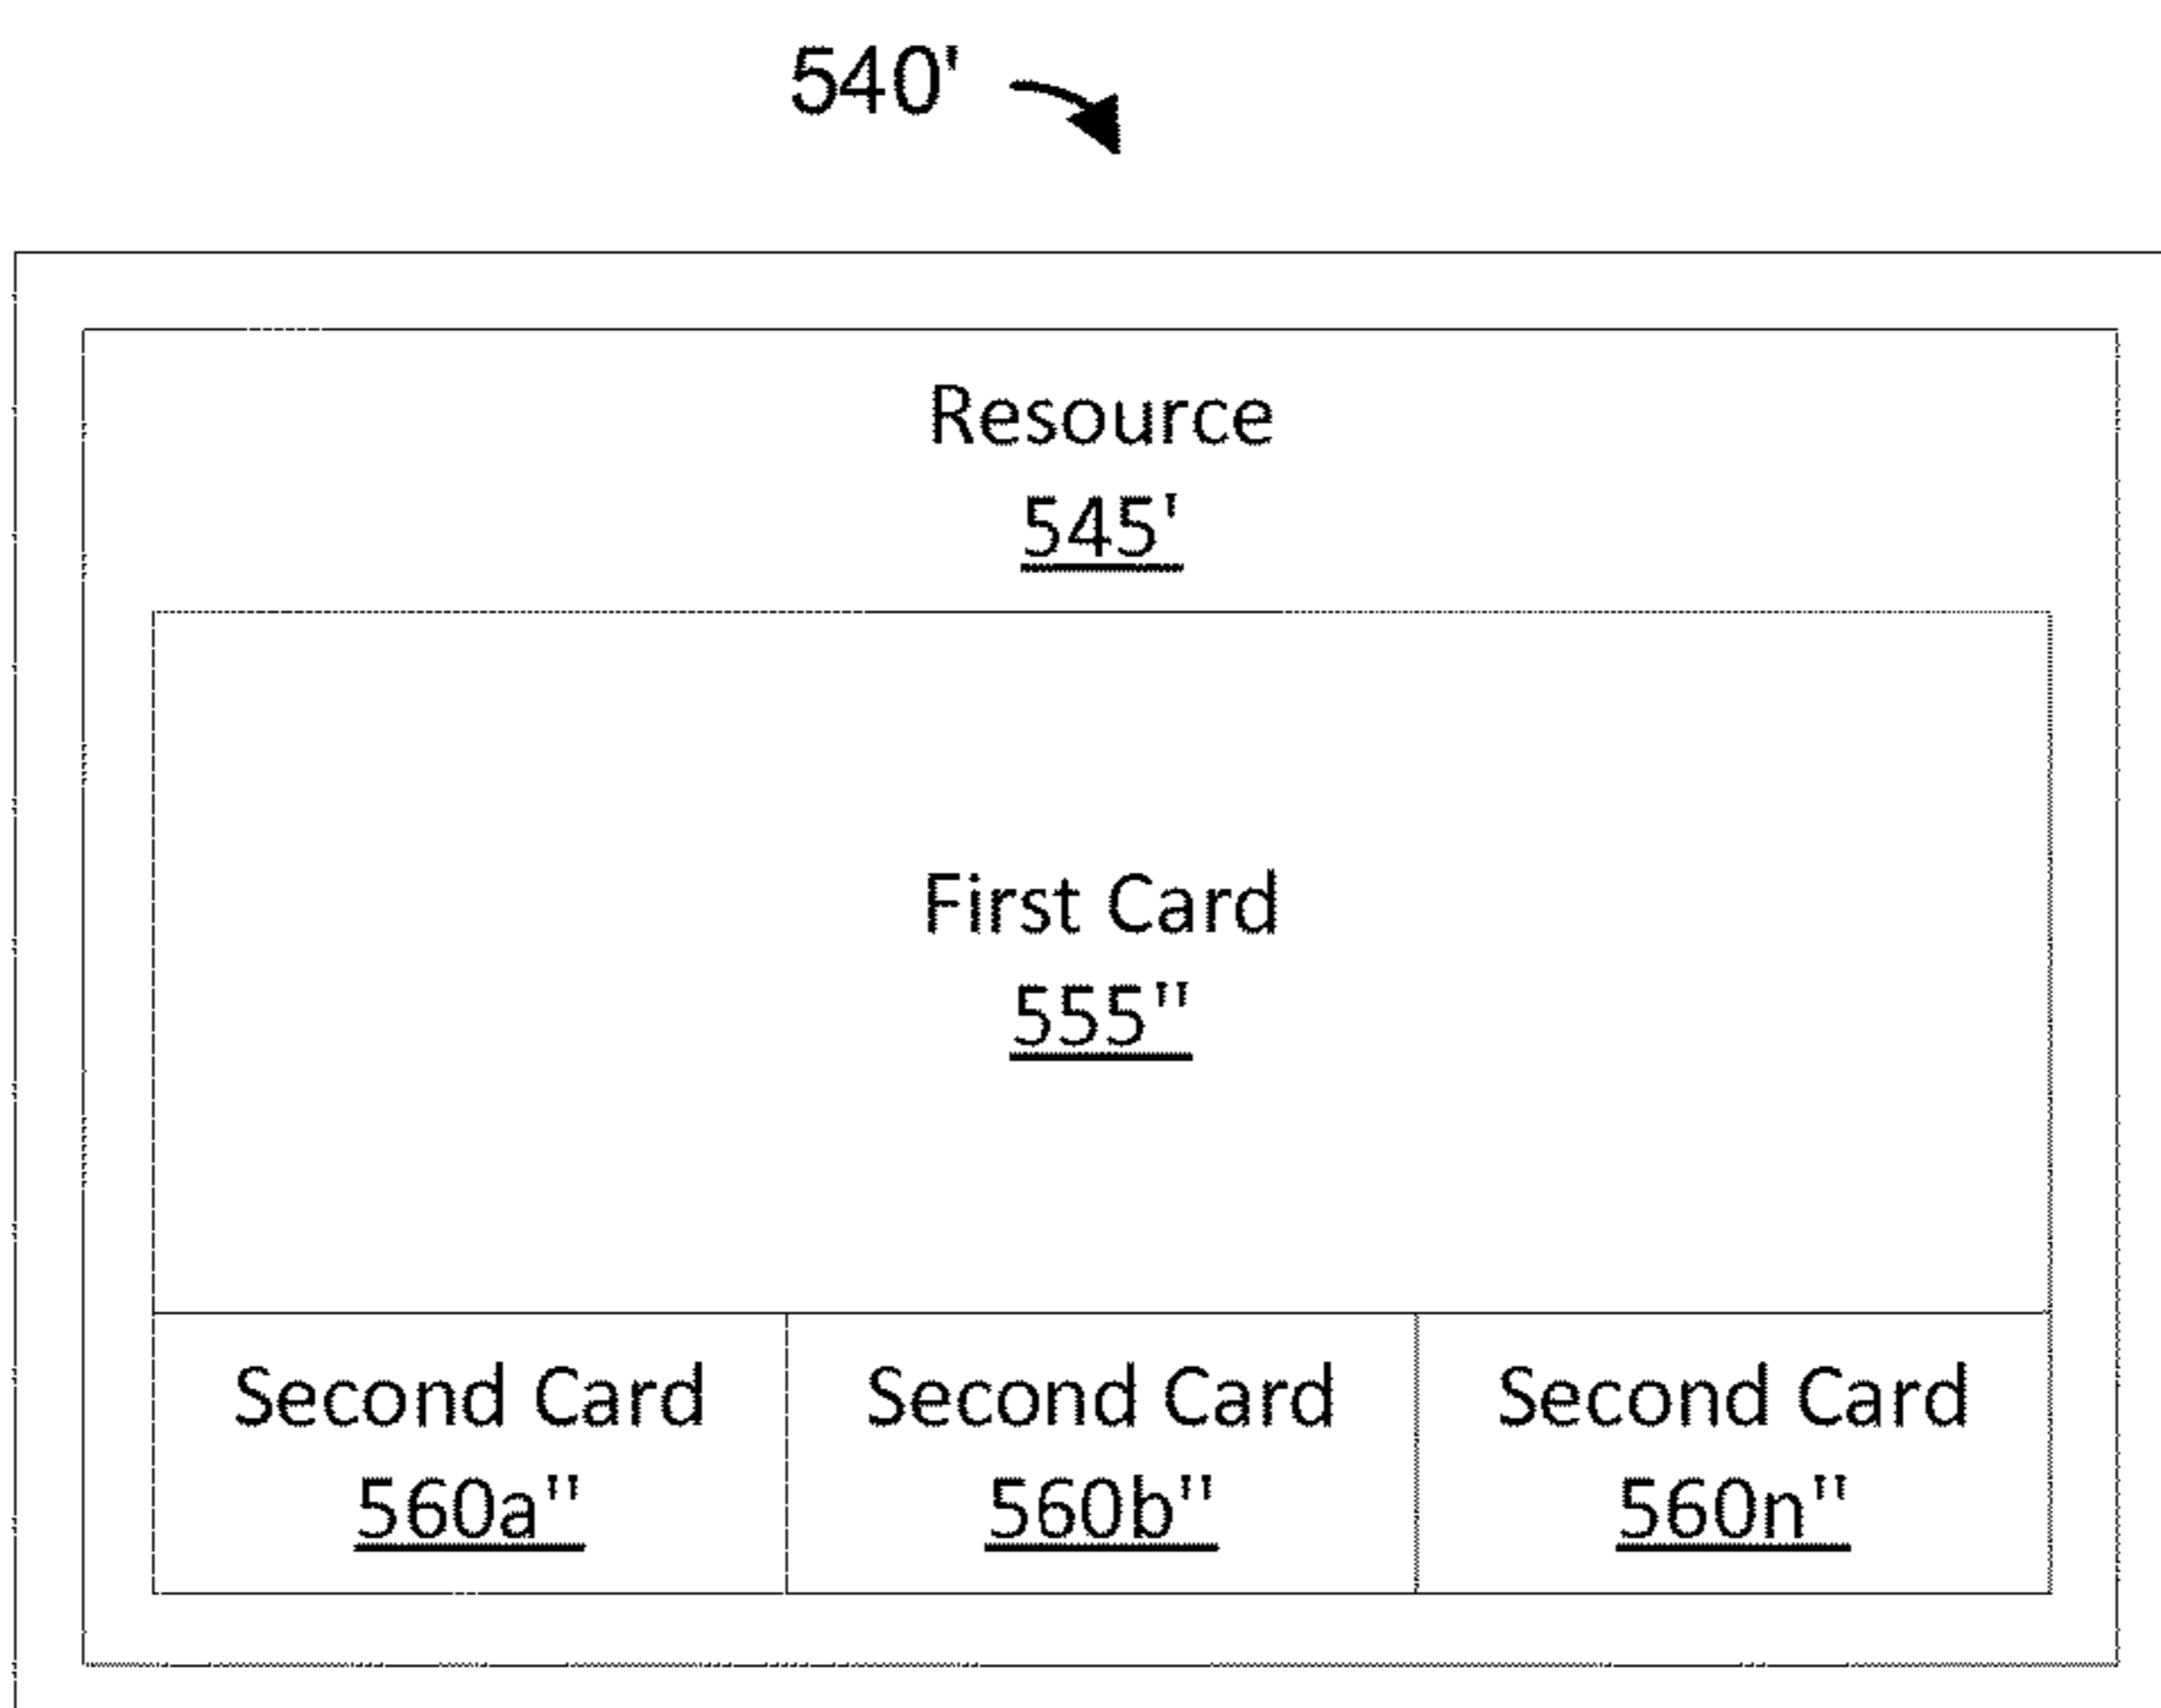 540'
Resource
545'
First Card
555"
Second Card Second Card Second Card
560a" 560b" 560n"